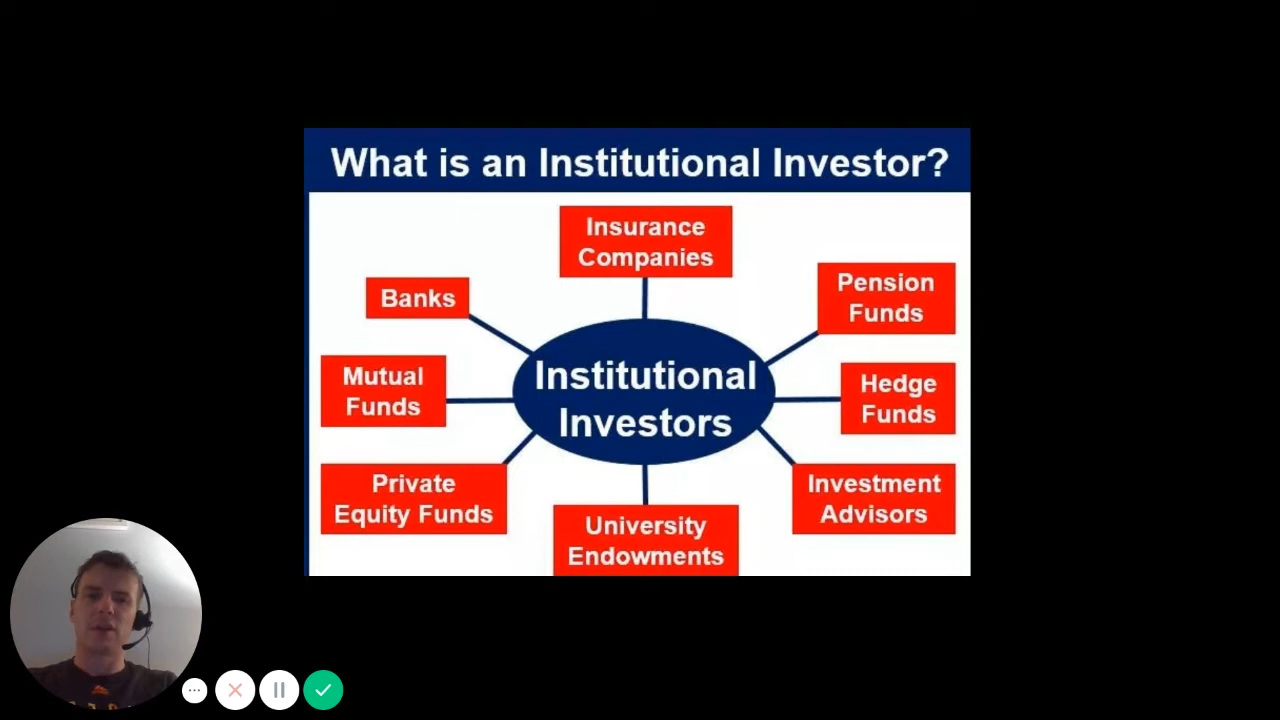 What is an Institutional Investor?
Insurance
Companies
Banks
Pension
Funds
Mutual
Funds
Institutional
Investors
Hedge
Funds
Private
Equity Funds
University
Endowments
Investment
Advisors